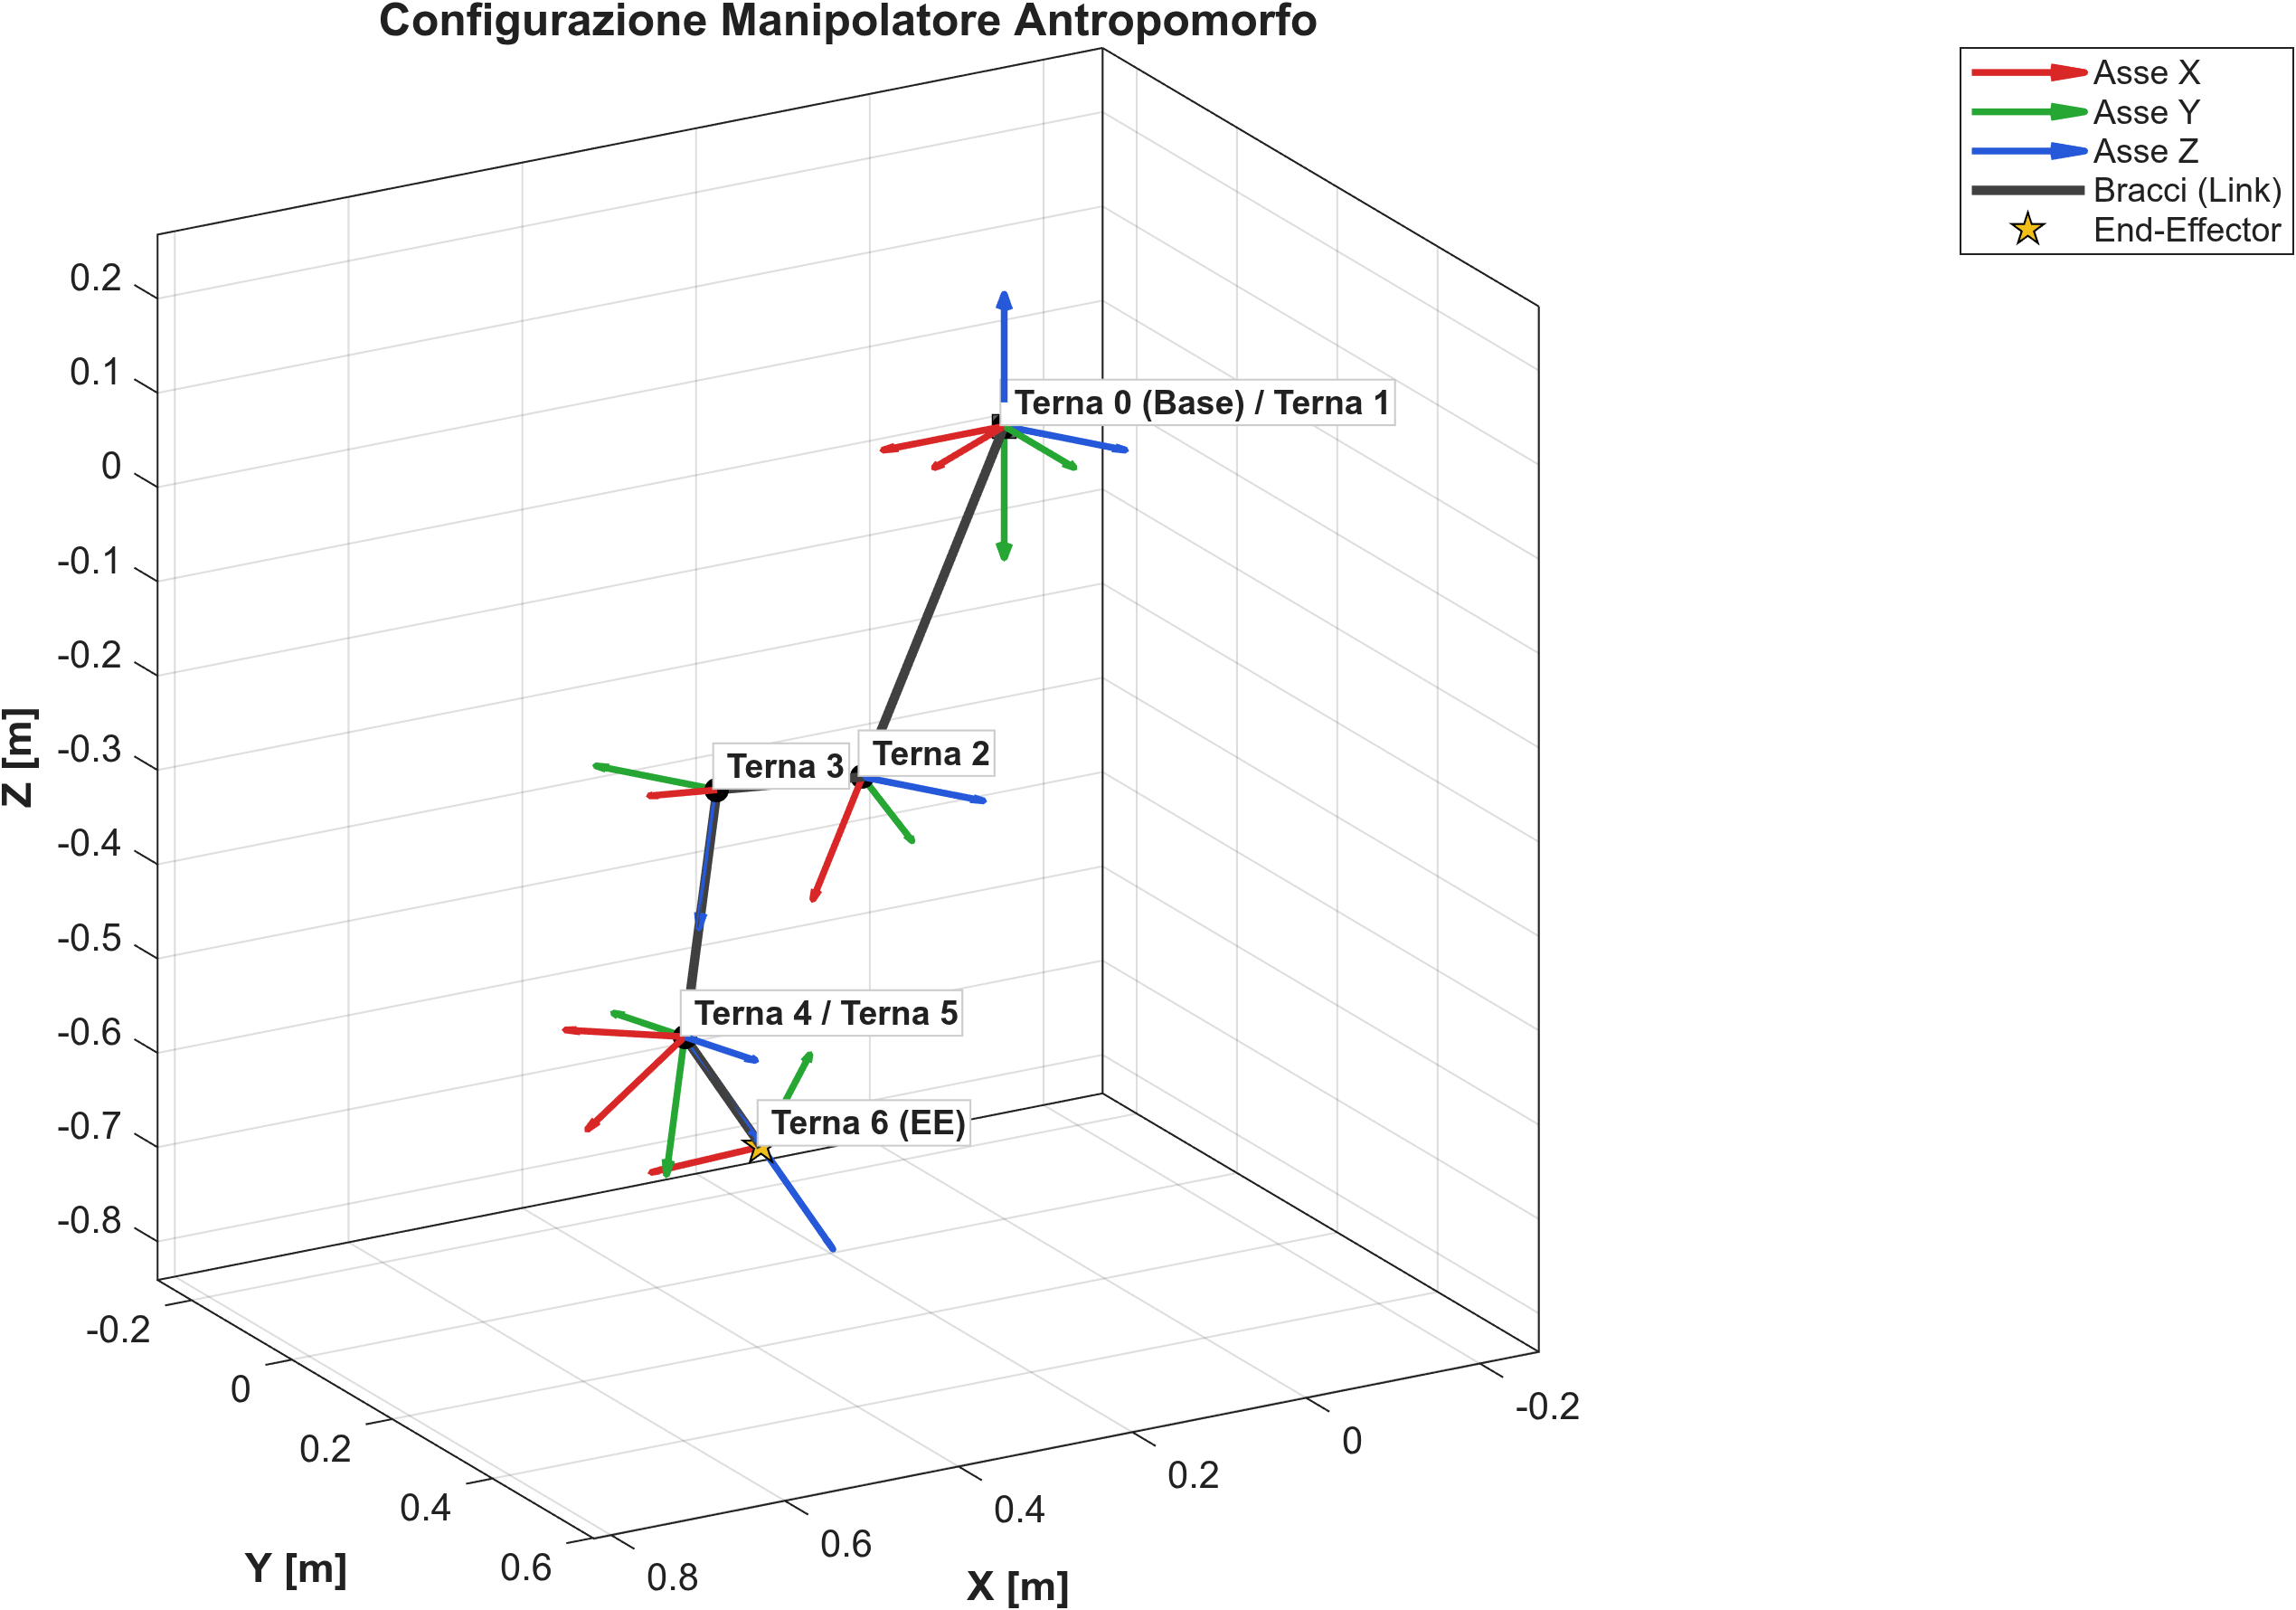 Configurazione Manipolatore Antropomorfo
Asse X
Asse Y
Asse Z
Bracci (Link)
End-Effector
Terna 0 (Base) / Terna 1
Terna 2
Terna 3
Terna 4 / Terna 5
Terna 6 (EE)
Z [m]
0.2
0.1
0
-0.1
-0.2
-0.3
-0.4
-0.5
-0.6
-0.7
-0.8
-0.2
0
0.2
0.4
0.6
Y [m]
0.8
0.6
0.4
0.2
0
-0.2
X [m]